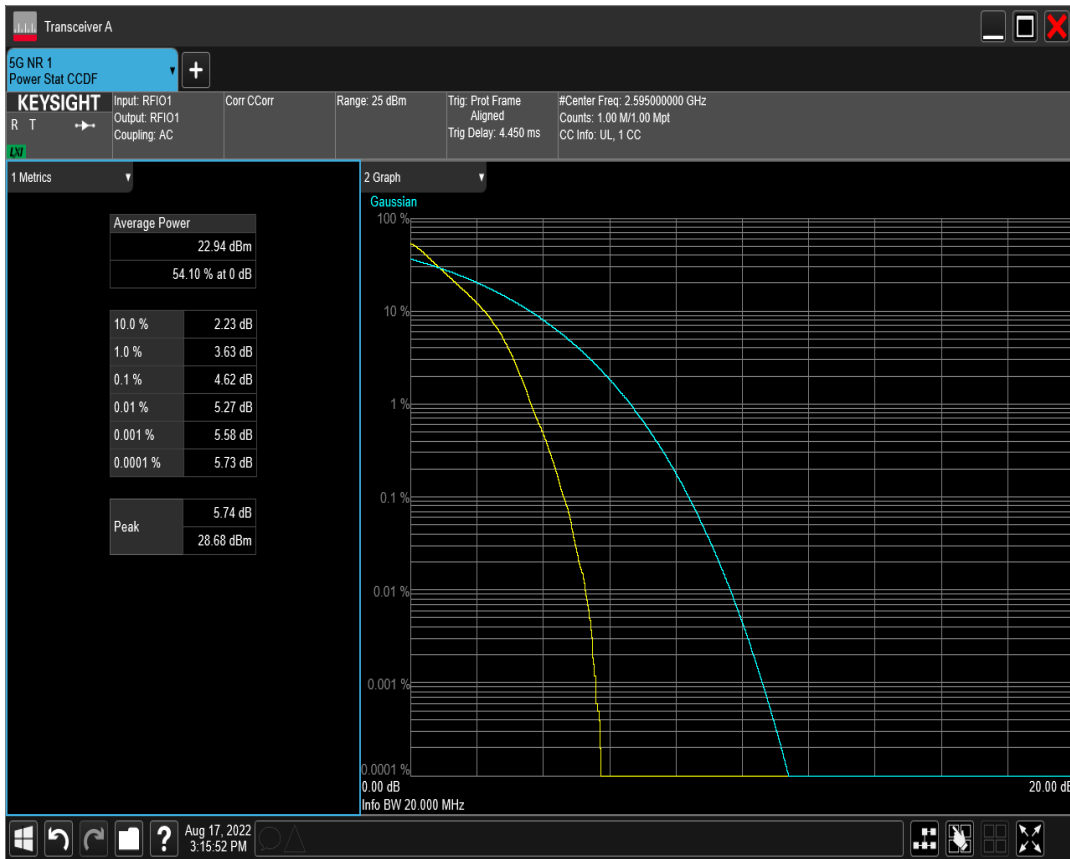 Transceiver A
5G NR 1
Power Stat CCDF
+
KEYSIGHT
R T
LXI
Input: RFIO1
Output: RFIO1
Coupling: AC
Corr CCorr
Range: 25 dBm
Trig: Prot Frame
Aligned
Trig Delay: 4.450 ms
#Center Freq: 2.595000000 GHz
Counts: 1.00 M/1.00 Mpt
CC Info: UL, 1 CC
1 Metrics
Average Power
22.94 dBm
54.10 % at 0 dB
10.0 % 2.23 dB
1.0 % 3.63 dB
0.1 % 4.62 dB
0.01 % 5.27 dB
0.001 % 5.58 dB
0.0001 % 5.73 dB
Peak
5.74 dB
28.68 dBm
2 Graph
Gaussian
100 %
10 %
1 %
0.1 %
0.01 %
0.001 %
0.0001 %
0.00 dB
20.00 dB
Info BW 20.000 MHz
?
Aug 17, 2022
3:15:52 PM